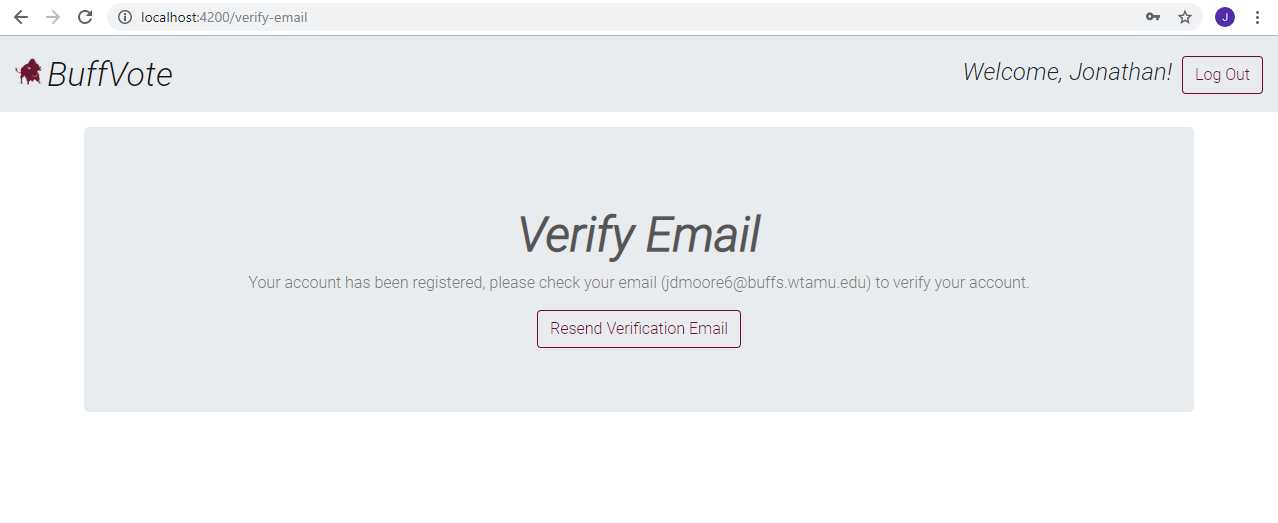 localhost:4200/verify-email
J
BuffVote
Welcome, Jonathan!
Log Out
Verify Email
Your account has been registered, please check your email (jdmoore6@buffs.wtamu.edu) to verify your account.
Resend Verification Email